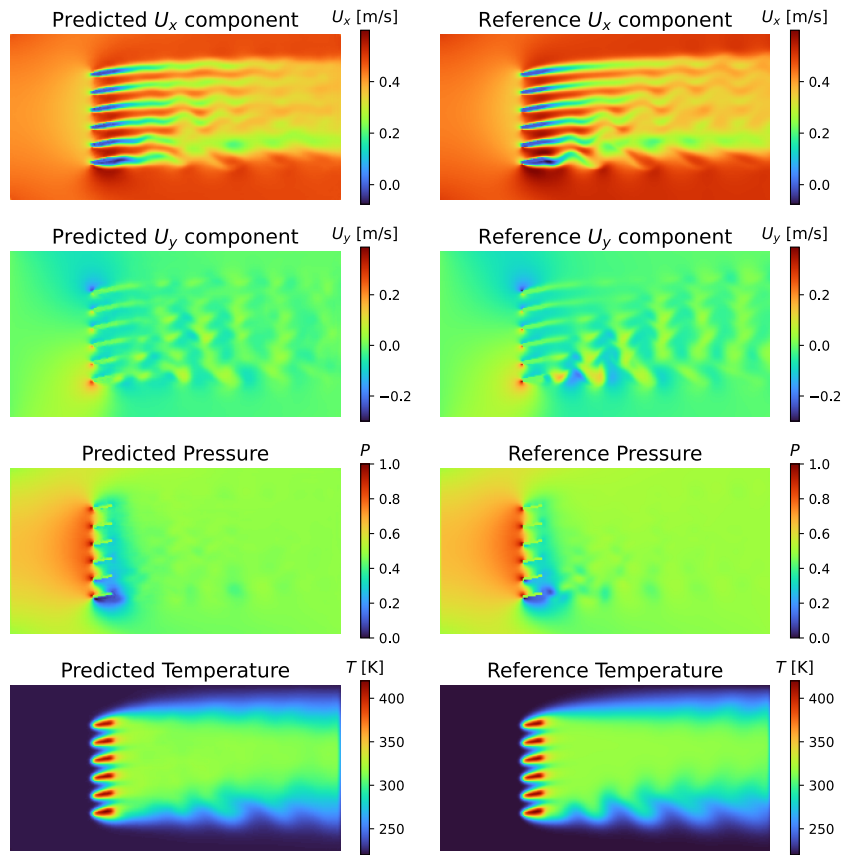 Predicted Uₓ component
Uₓ [m/s]
0.4
0.2
0.0
Reference Uₓ component
Uₓ [m/s]
0.4
0.2
0.0
Predicted U_y component
U_y [m/s]
0.2
0.0
−0.2
Reference U_y component
U_y [m/s]
0.2
0.0
−0.2
Predicted Pressure
P
1.0
0.8
0.6
0.4
0.2
0.0
Reference Pressure
P
1.0
0.8
0.6
0.4
0.2
0.0
Predicted Temperature
T [K]
400
350
300
250
Reference Temperature
T [K]
400
350
300
250